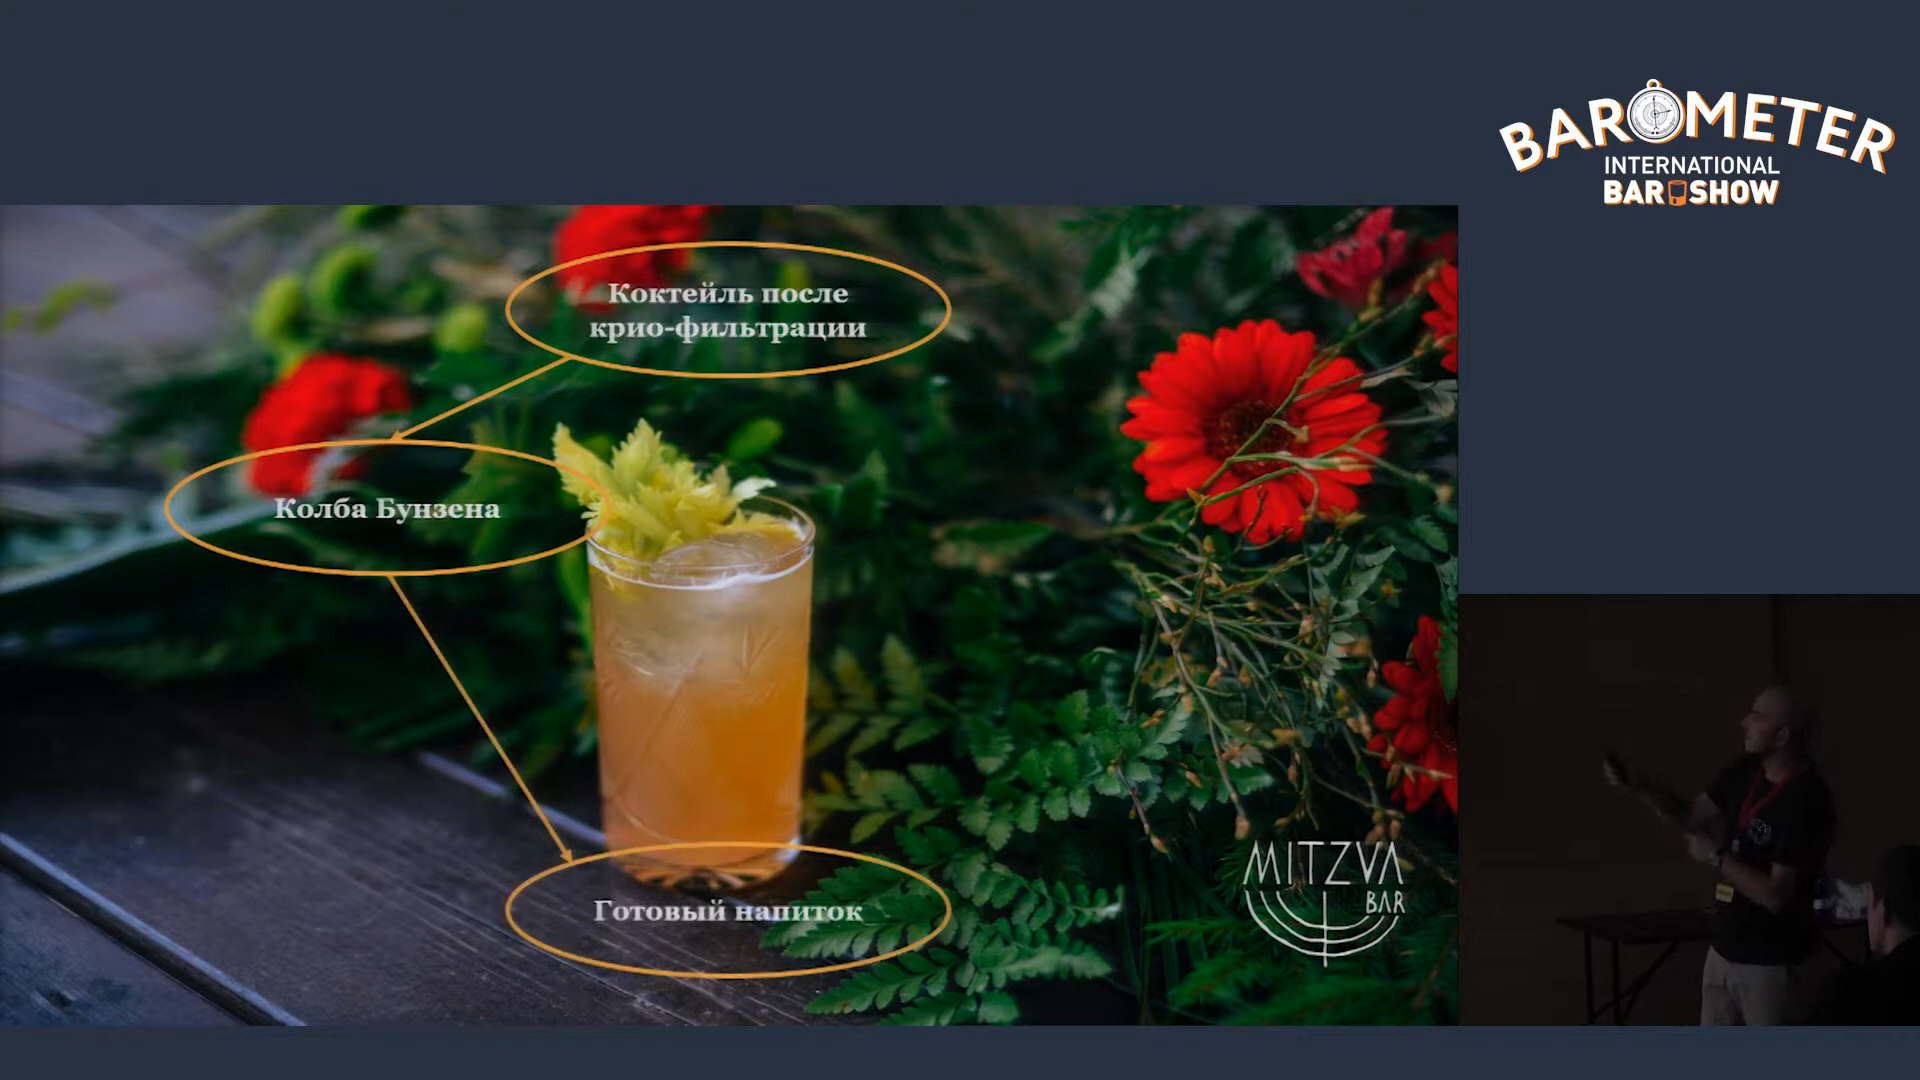 BAROMETER
INTERNATIONAL
BAR SHOW
Коктейль после
крио-фильтрации
Колба Бунзена
Готовый напиток
MITZVA
BAR